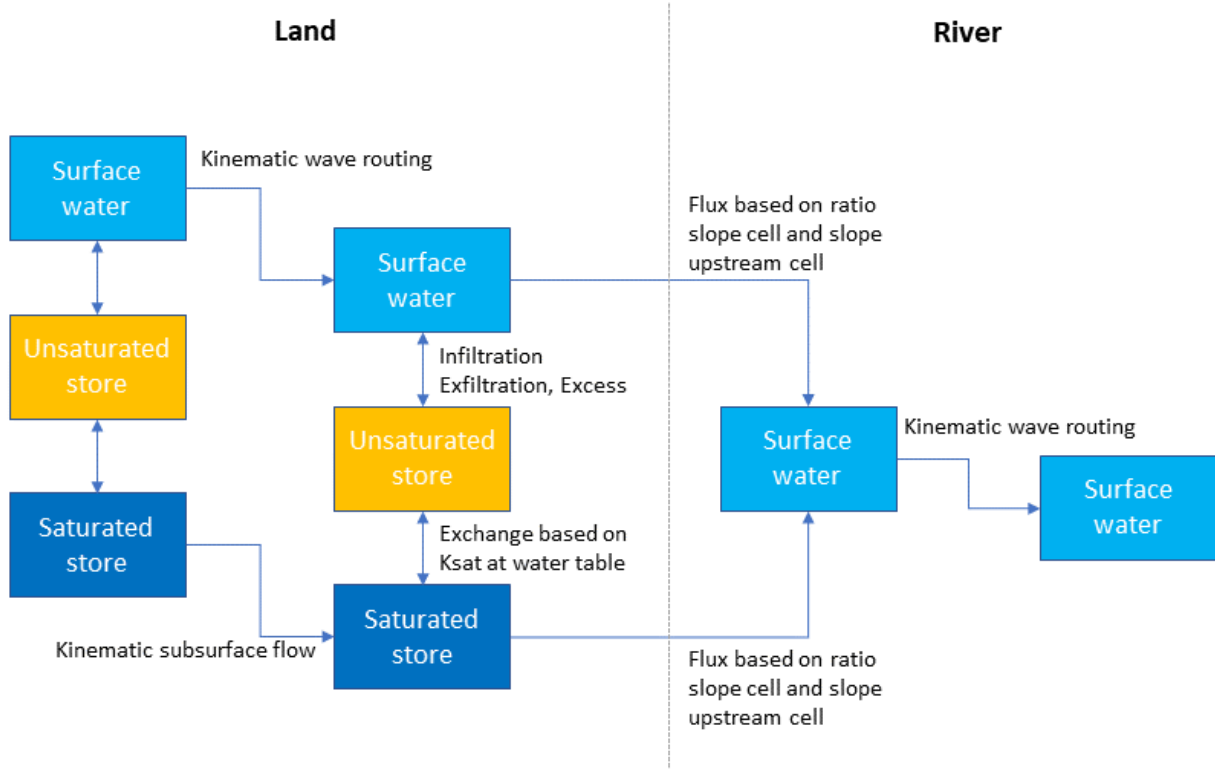 Land
River
Surface
water
Kinematic wave routing
Surface
water
Flux based on ratio
slope cell and slope
upstream cell
Unsaturated
store
Infiltration
Exfiltration, Excess
Unsaturated
store
Surface
water
Kinematic wave routing
Surface
water
Saturated
store
Exchange based on
Ksat at water table
Kinematic subsurface flow
Saturated
store
Flux based on ratio
slope cell and slope
upstream cell